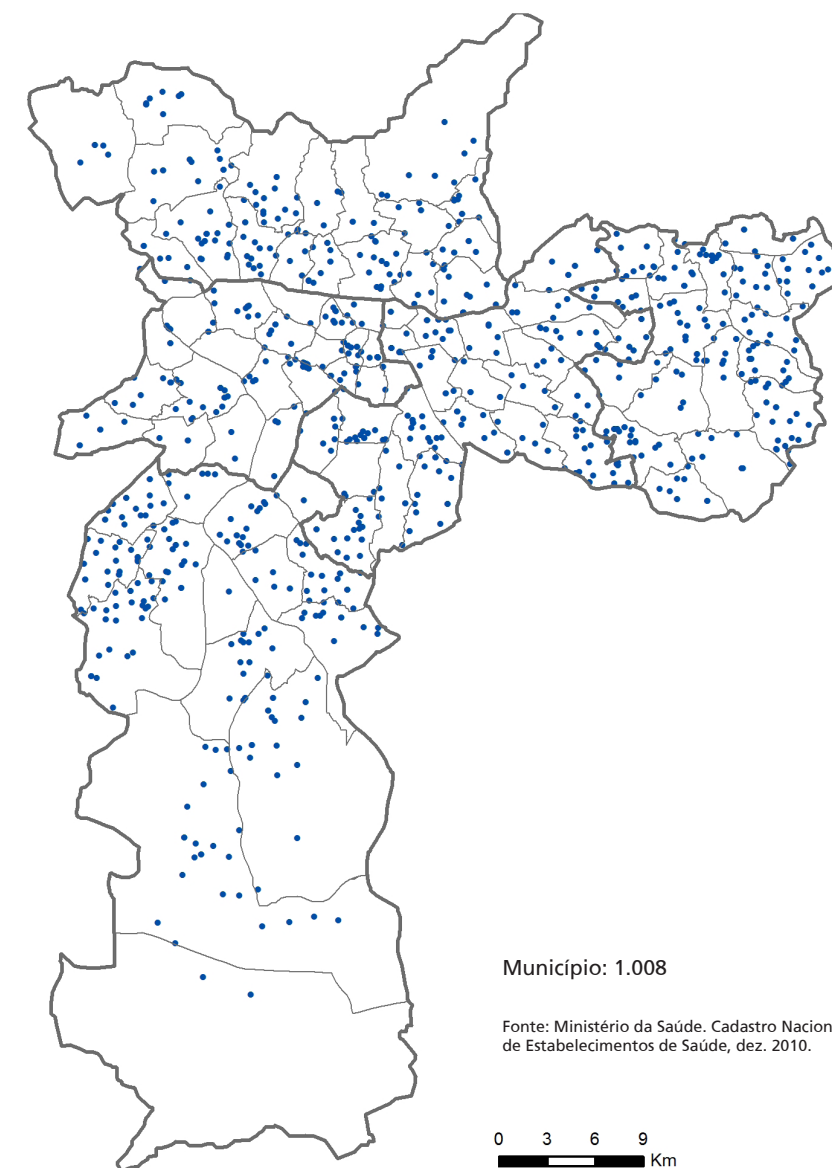 Município: 1.008
Fonte: Ministério da Saúde. Cadastro Nacion
de Estabelecimentos de Saúde, dez. 2010.
0 3 6 9
Km